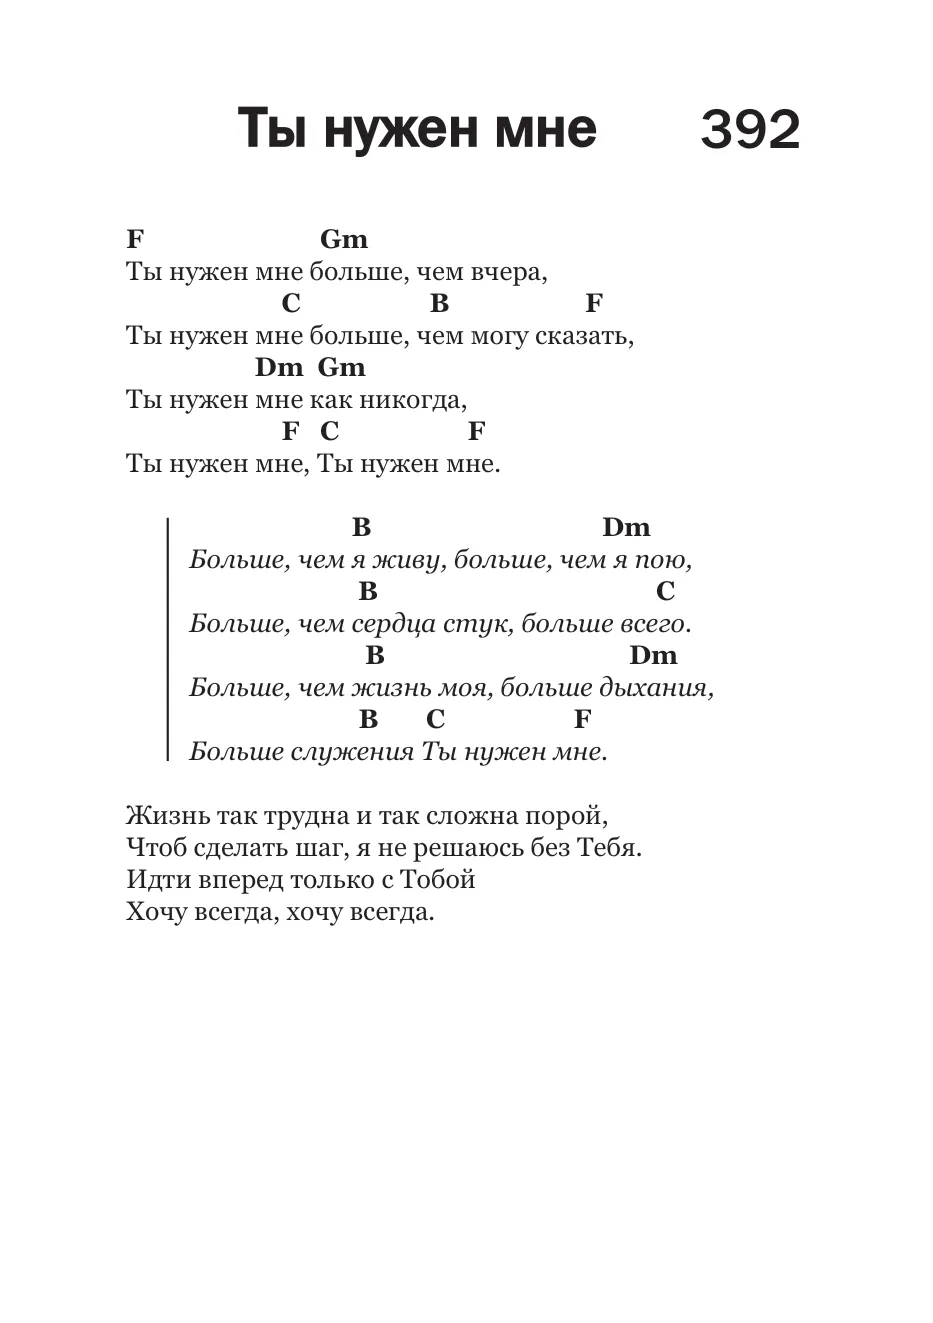 Ты нужен мне 392
F Gm
Ты нужен мне больше, чем вчера,
C B F
Ты нужен мне больше, чем могу сказать,
Dm Gm
Ты нужен мне как никогда,
F C F
Ты нужен мне, Ты нужен мне.
B Dm
Больше, чем я живу, больше, чем я пою,
B C
Больше, чем сердца стук, больше всего.
B Dm
Больше, чем жизнь моя, больше дыхания,
B C F
Больше служения Ты нужен мне.
Жизнь так трудна и так сложна порой,
Чтоб сделать шаг, я не решаюсь без Тебя.
Идти вперед только с Тобой
Хочу всегда, хочу всегда.